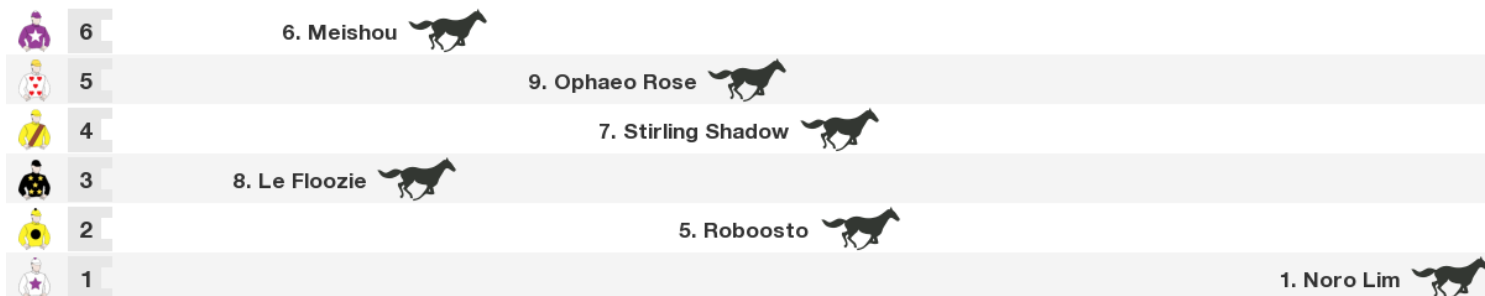 6 6. Meishou
5 9. Ophaeo Rose
4 7. Stirling Shadow
3 8. Le Floozie
2 5. Roboosto
1 1. Noro Lim